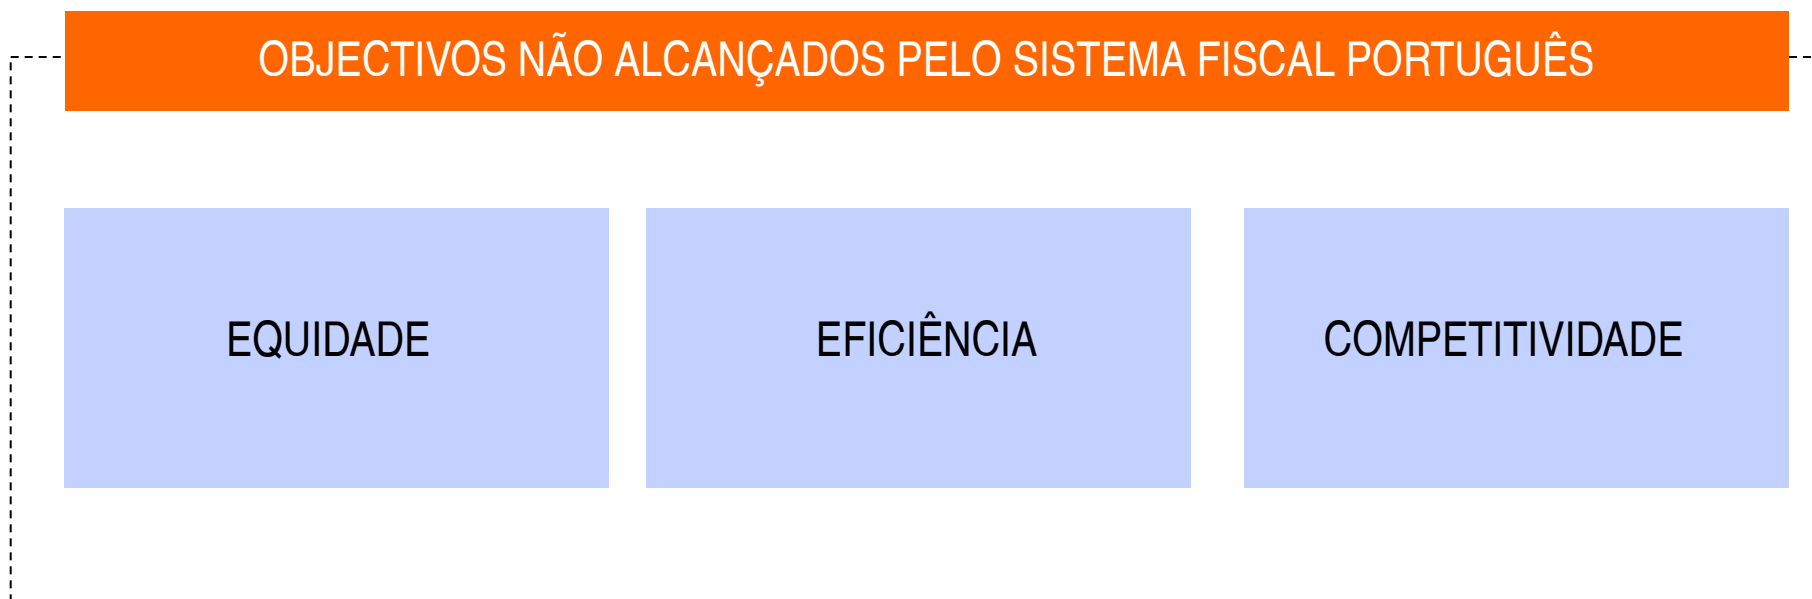 OBJECTIVOS NÃO ALCANÇADOS PELO SISTEMA FISCAL PORTUGUÊS
EQUIDADE
EFICIÊNCIA
COMPETITIVIDADE